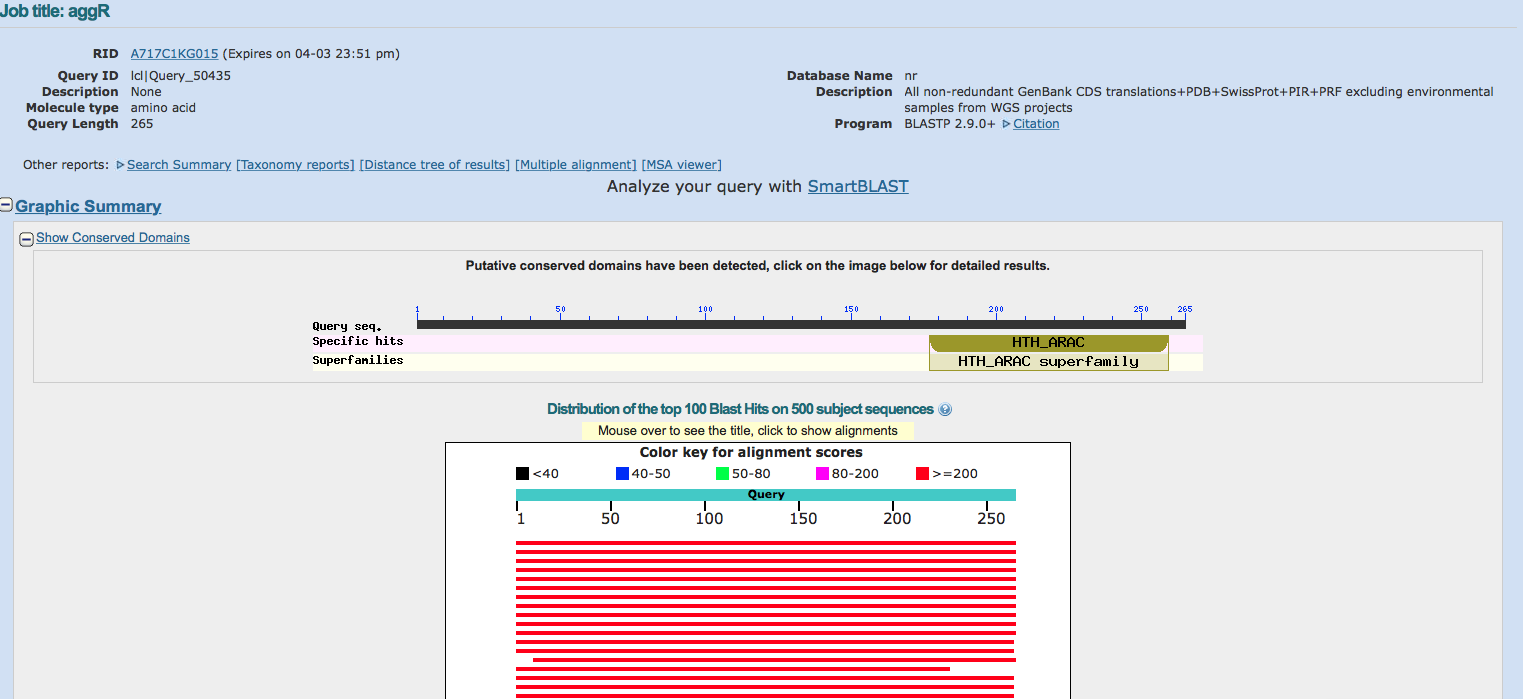 Job title: aggR
RID A717C1KG015 (Expires on 04-03 23:51 pm)
Query ID lcl|Query_50435
Description None
Molecule type amino acid
Query Length 265
Database Name nr
Description All non-redundant GenBank CDS translations+PDB+SwissProt+PIR+PRF excluding environmental
samples from WGS projects
Program BLASTP 2.9.0+ Citation
Other reports: Search Summary [Taxonomy reports] [Distance tree of results] [Multiple alignment] [MSA viewer]
Analyze your query with SmartBLAST
Graphic Summary
Show Conserved Domains
Putative conserved domains have been detected, click on the image below for detailed results.
1 50 100 150 200 250 265
Query seq.
Specific hits HTH_ARAC
Superfamilies HTH_ARAC superfamily
Distribution of the top 100 Blast Hits on 500 subject sequences ?
Mouse over to see the title, click to show alignments
Color key for alignment scores
<40 40-50 50-80 80-200 >=200
Query
1 50 100 150 200 250